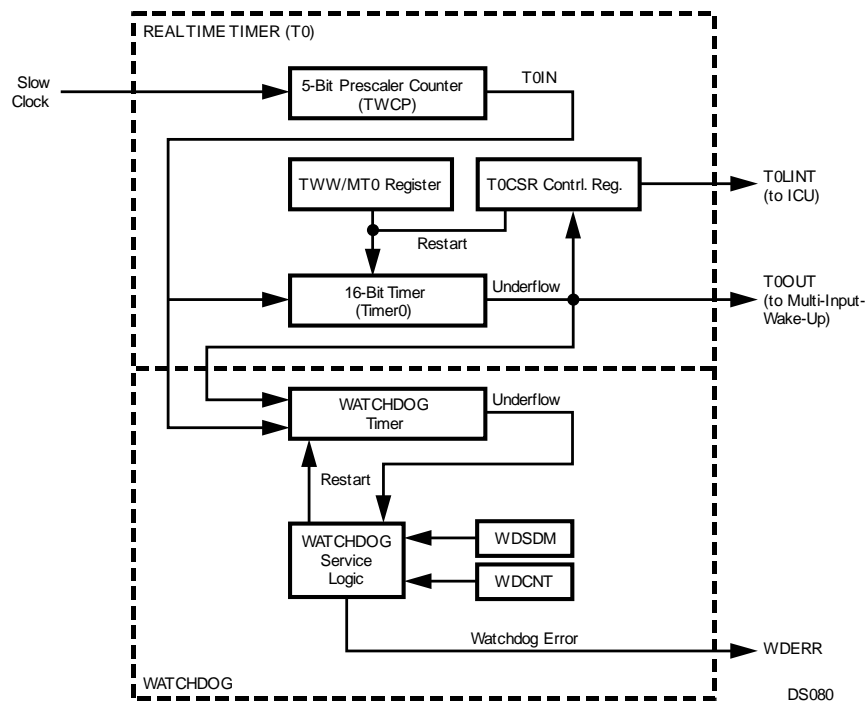 REAL TIME TIMER (T0)
Slow
Clock
5-Bit Prescaler Counter
(TWCP)
T0IN
TWW/MT0 Register
T0CSR Contrl. Reg.
T0LINT
(to ICU)
Restart
16-Bit Timer
(Timer0)
Underflow
T0OUT
(to Multi-Input-
Wake-Up)
WATCHDOG
Timer
Underflow
Restart
WATCHDOG
Service
Logic
WDSDM
WDCNT
Watchdog Error
WDERR
WATCHDOG
DS080